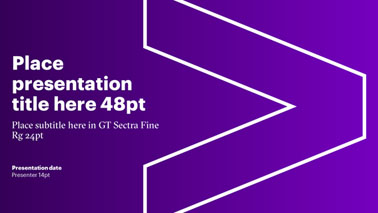 Place
presentation
title here 48pt
Place subtitle here in GT Sectra Fine
Rg 24pt
Presentation date
Presenter 14pt